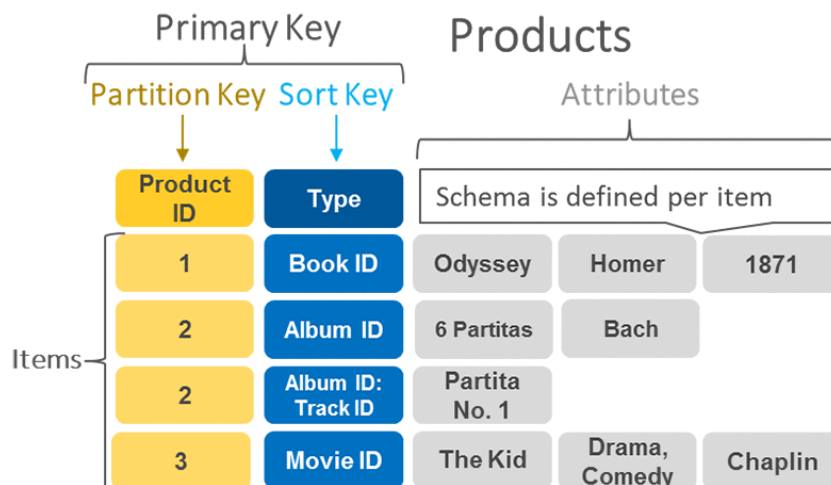 Primary Key
Products
Partition Key
Sort Key
Attributes
Product
ID
Type
Schema is defined per item
Items
1
Book ID
Odyssey
Homer
1871
2
Album ID
6 Partitas
Bach
2
Album ID:
Track ID
Partita
No. 1
3
Movie ID
The Kid
Drama,
Comedy
Chaplin